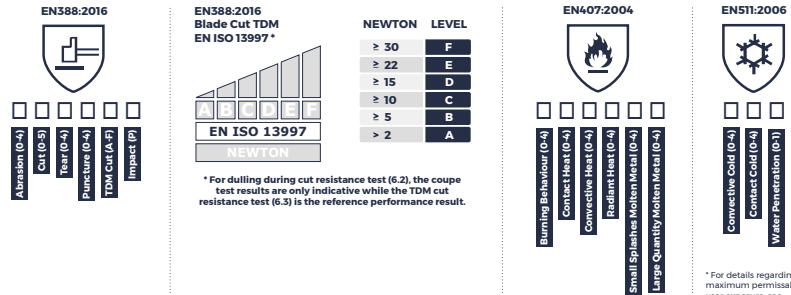 EN388:2016
Abrasion (0-4)
Cut (0-5)
Tear (0-4)
Puncture (0-4)
TDM Cut (A-F)
Impact (P)
EN388:2016
Blade Cut TDM
EN ISO 13997 *
A B C D E F
EN ISO 13997
NEWTON
NEWTON LEVEL
≥ 30 F
≥ 22 E
≥ 15 D
≥ 10 C
≥ 5 B
> 2 A
* For dulling during cut resistance test (6.2), the coupe
test results are only indicative while the TDM cut
resistance test (6.3) is the reference performance result.
EN407:2004
Burning Behaviour (0-4)
Contact Heat (0-4)
Convective Heat (0-4)
Radiant Heat (0-4)
Small Splashes Molten Metal (0-4)
Large Quantity Molten Metal (0-4)
EN511:2006
Convective Cold (0-4)
Contact Cold (0-4)
Water Penetration (0-1)
* For details regardin
maximum permissa